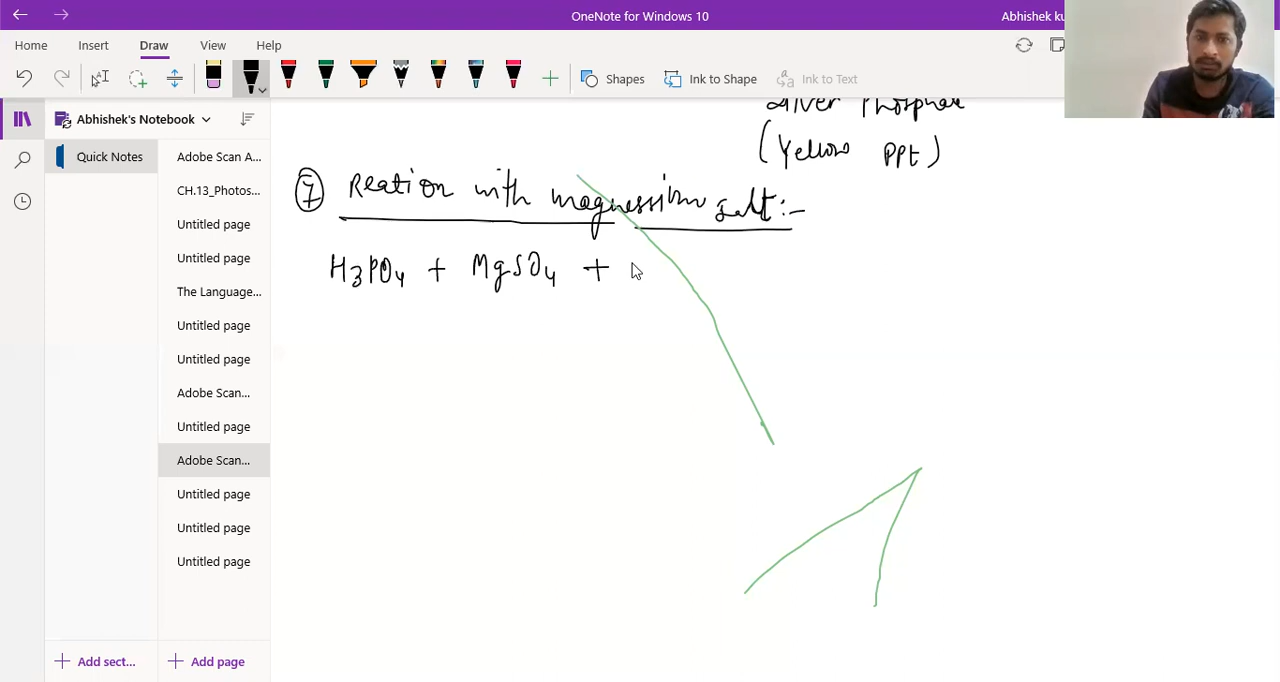 OneNote for Windows 10
Abhishek ku
Home Insert Draw View Help
Shapes Ink to Shape Ink to Text
Abhishek's Notebook
Quick Notes
Adobe Scan A...
CH.13_Photos...
Untitled page
Untitled page
The Language...
Untitled page
Untitled page
Adobe Scan...
Untitled page
Adobe Scan...
Untitled page
Untitled page
Untitled page
Add sect... Add page
(Yellow PPt)
⑦ Reation with magnessium salt:-
H3PO4 + MgSO4 +